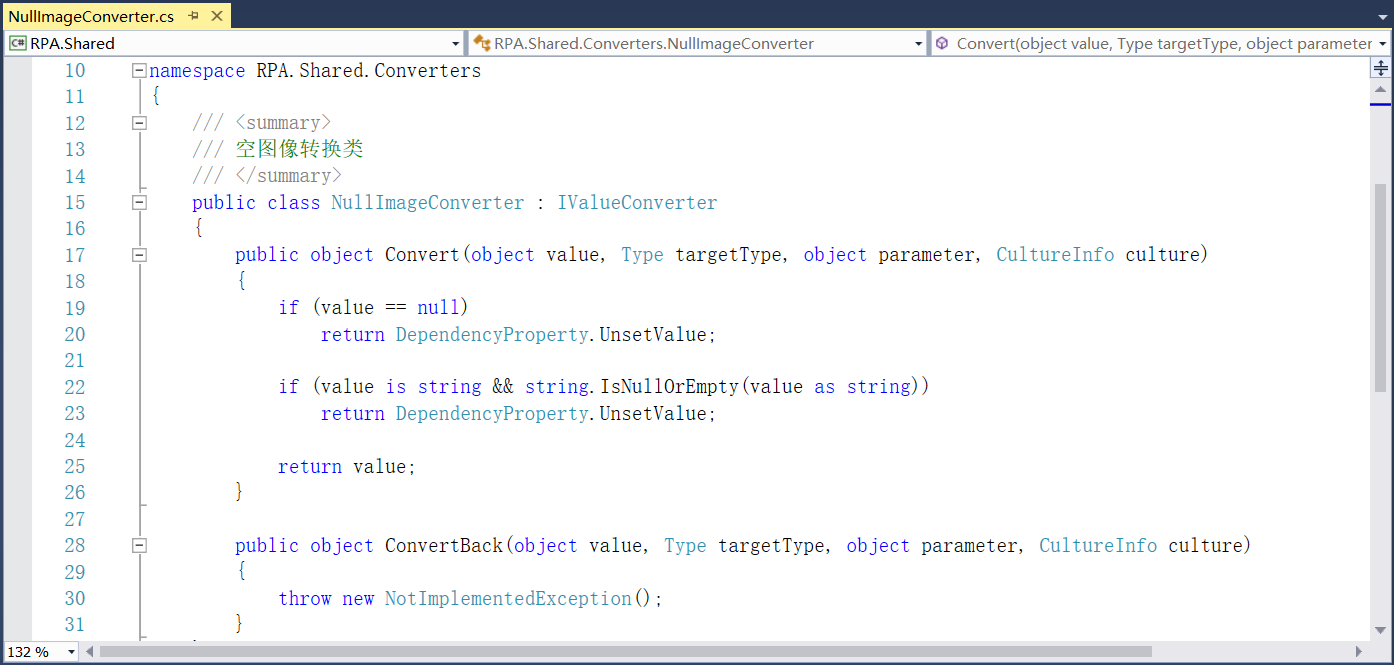 NullImageConverter.cs
RPA.Shared RPA.Shared.Converters.NullImageConverter Convert(object value, Type targetType, object parameter
10 namespace RPA.Shared.Converters
11 {
12 /// <summary>
13 /// 空图像转换类
14 /// </summary>
15 public class NullImageConverter : IValueConverter
16 {
17 public object Convert(object value, Type targetType, object parameter, CultureInfo culture)
18 {
19 if (value == null)
20 return DependencyProperty.UnsetValue;
21
22 if (value is string && string.IsNullOrEmpty(value as string))
23 return DependencyProperty.UnsetValue;
24
25 return value;
26 }
27
28 public object ConvertBack(object value, Type targetType, object parameter, CultureInfo culture)
29 {
30 throw new NotImplementedException();
31 }
132 %